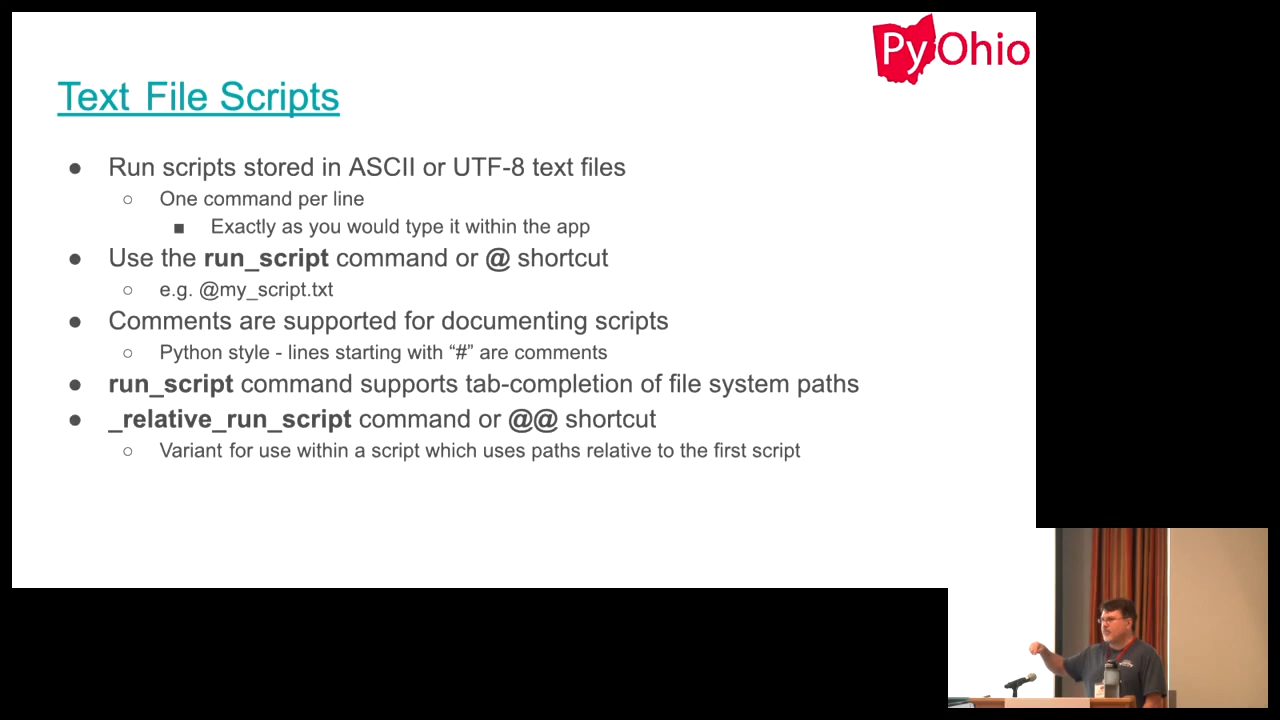 PyOhio
Text File Scripts
● Run scripts stored in ASCII or UTF-8 text files
○ One command per line
■ Exactly as you would type it within the app
● Use the run_script command or @ shortcut
○ e.g. @my_script.txt
● Comments are supported for documenting scripts
○ Python style - lines starting with “#” are comments
● run_script command supports tab-completion of file system paths
● _relative_run_script command or @@ shortcut
○ Variant for use within a script which uses paths relative to the first script